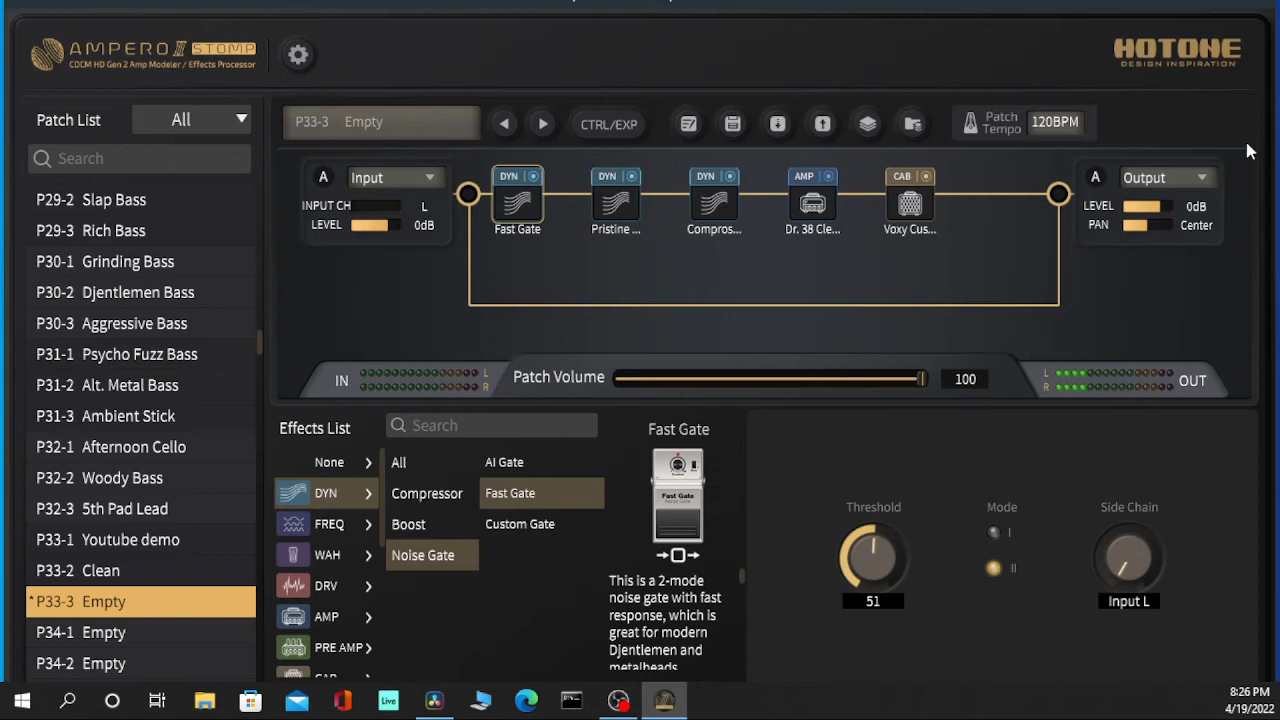 AMPERO II STOMP
CDCM HD Gen 2 Amp Modeler / Effects Processor
HOTONE
DESIGN INSPIRATION
Patch List
All
Search
P29-2 Slap Bass
P29-3 Rich Bass
P30-1 Grinding Bass
P30-2 Djentlemen Bass
P30-3 Aggressive Bass
P31-1 Psycho Fuzz Bass
P31-2 Alt. Metal Bass
P31-3 Ambient Stick
P32-1 Afternoon Cello
P32-2 Woody Bass
P32-3 5th Pad Lead
P33-1 Youtube demo
P33-2 Clean
*P33-3 Empty
P34-1 Empty
P34-2 Empty
P33-3 Empty
CTRL/EXP
Patch Tempo 120BPM
A Input
INPUT CH L
LEVEL 0dB
DYN
Fast Gate
DYN
Pristine ...
DYN
Compros...
AMP
Dr. 38 Cle...
CAB
Voxy Cus...
A Output
LEVEL 0dB
PAN Center
IN L R
Patch Volume 100
L R OUT
Effects List
Search
None
DYN
FREQ
WAH
DRV
AMP
PRE AMP
CAB
All
Compressor
Boost
Noise Gate
AI Gate
Fast Gate
Custom Gate
Fast Gate
Fast Gate
This is a 2-mode
noise gate with fast
response, which is
great for modern
Djentlemen and
metalheads.
Threshold
51
Mode
I
II
Side Chain
Input L
Live
8:26 PM
4/19/2022